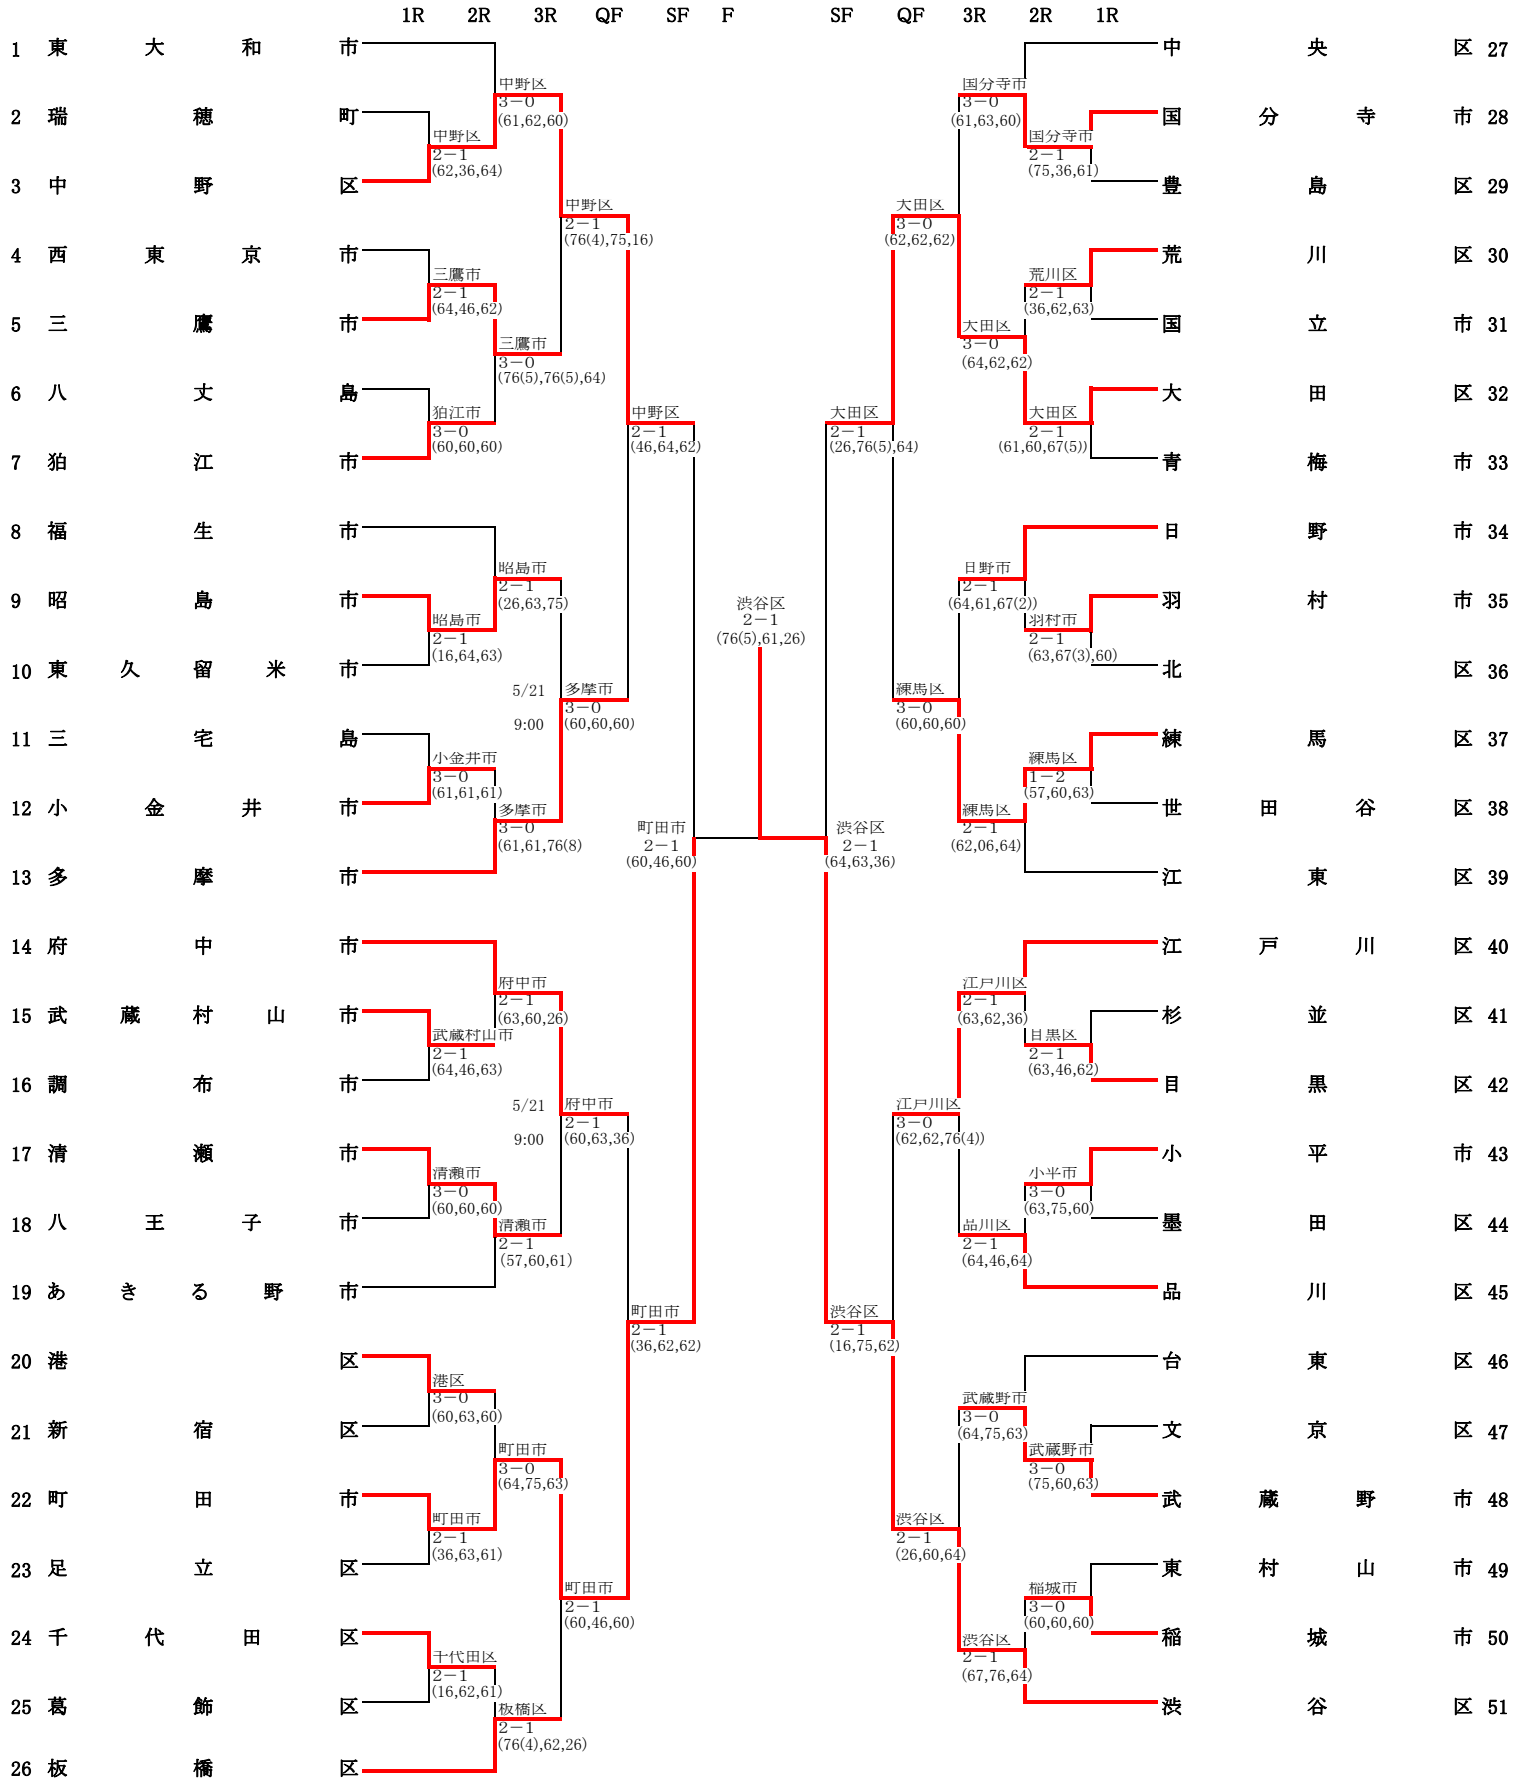 1R 2R 3R QF SF F SF QF 3R 2R 1R
1 東大和市 中央区 27
中野区 国分寺市
3-0 3-0
(61,62,60) (61,63,60)
2 瑞穂町 国分寺市 28
中野区 国分寺市
2-1 2-1
(62,36,64) (75,36,61)
3 中野区 豊島区 29
中野区 大田区
2-1 3-0
(76(4),75,16) (62,62,62)
4 西東京市 荒川区 30
三鷹市 荒川区
2-1 2-1
(64,46,62) (36,62,63)
5 三鷹市 国立市 31
三鷹市 大田区
3-0 3-0
(76(5),76(5),64) (64,62,62)
6 八丈島 大田区 32
狛江市 中野区 大田区 大田区
3-0 2-1 2-1 2-1
(60,60,60) (46,64,62) (26,76(5),64) (61,60,67(5))
7 狛江市 青梅市 33
8 福生市 日野市 34
昭島市 日野市
2-1 2-1
(26,63,75) (64,61,67(2))
9 昭島市 羽村市 35
渋谷区
2-1
(76(5),61,26)
昭島市 羽村市
2-1 2-1
(16,64,63) (63,67(3),60)
10 東久留米市 北区 36
5/21 多摩市 練馬区
3-0 3-0
9:00 (60,60,60) (60,60,60)
11 三宅島 練馬区 37
小金井市 練馬区
3-0 1-2
(61,61,61) (57,60,63)
12 小金井市 世田谷区 38
多摩市 練馬区
3-0 2-1
(61,61,76(8) (62,06,64)
町田市 渋谷区
2-1 2-1
(60,46,60) (64,63,36)
13 多摩市 江東区 39
14 府中市 江戸川区 40
府中市 江戸川区
2-1 2-1
(63,60,26) (63,62,36)
15 武蔵村山市 杉並区 41
武蔵村山市 目黒区
2-1 2-1
(64,46,63) (63,46,62)
16 調布市 目黒区 42
5/21 府中市 江戸川区
2-1 3-0
9:00 (60,63,36) (62,62,76(4))
17 清瀬市 小平市 43
清瀬市 小平市
3-0 3-0
(60,60,60) (63,75,60)
18 八王子市 墨田区 44
清瀬市 品川区
2-1 2-1
(57,60,61) (64,46,64)
19 あきる野市 品川区 45
町田市 渋谷区
2-1 2-1
(36,62,62) (16,75,62)
20 港区 台東区 46
港区 武蔵野市
3-0 3-0
(60,63,60) (64,75,63)
21 新宿区 文京区 47
町田市 武蔵野市
3-0 3-0
(64,75,63) (75,60,63)
22 町田市 武蔵野市 48
町田市 渋谷区
2-1 2-1
(36,63,61) (26,60,64)
23 足立区 東村山市 49
町田市 稲城市
2-1 3-0
(60,46,60) (60,60,60)
24 千代田区 稲城市 50
千代田区 渋谷区
2-1 2-1
(16,62,61) (67,76,64)
25 葛飾区 渋谷区 51
板橋区
2-1
(76(4),62,26)
26 板橋区